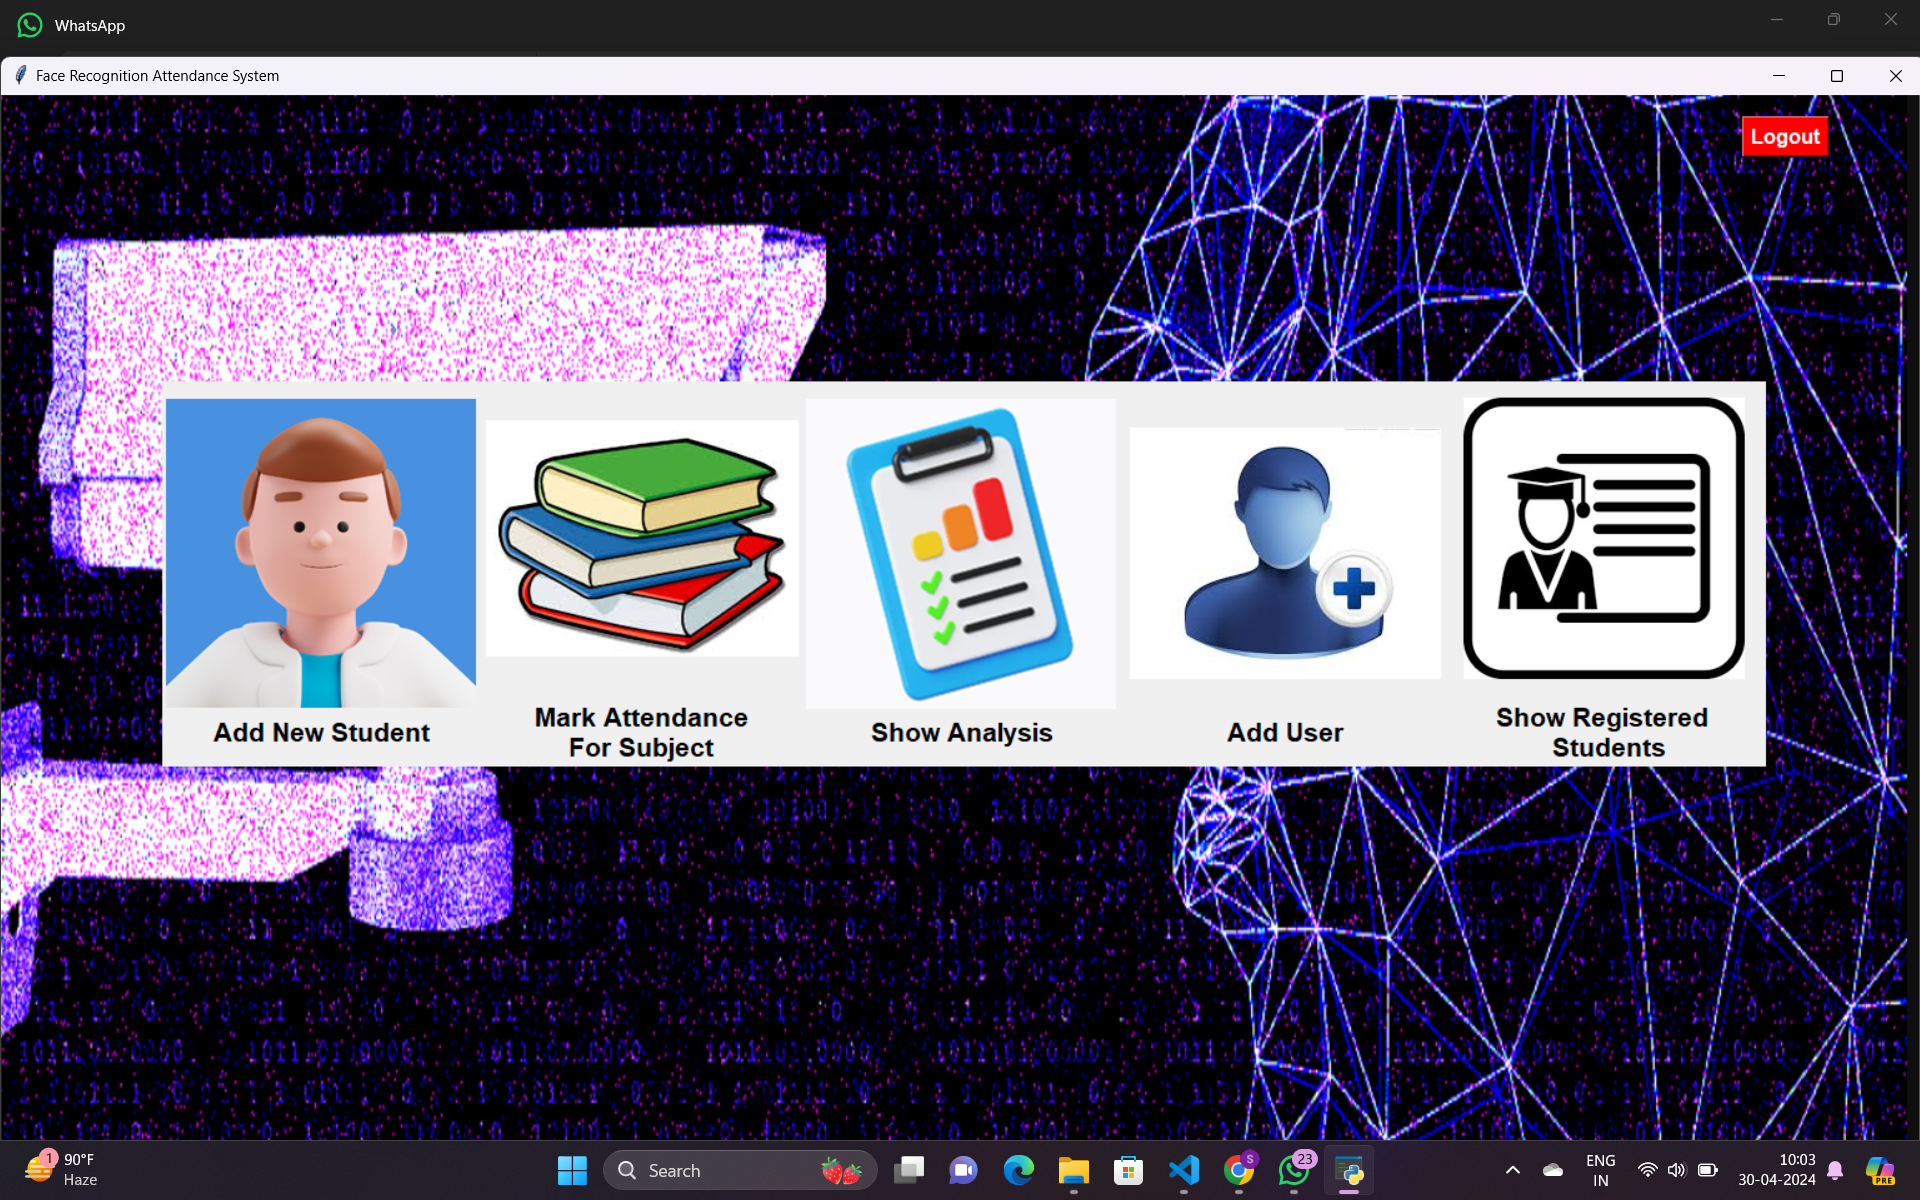 WhatsApp
Face Recognition Attendance System
Logout
Add New Student
Mark Attendance
For Subject
Show Analysis
Add User
Show Registered
Students
1
90°F
Haze
Search
S
23
PRE
ENG
IN
10:03
30-04-2024